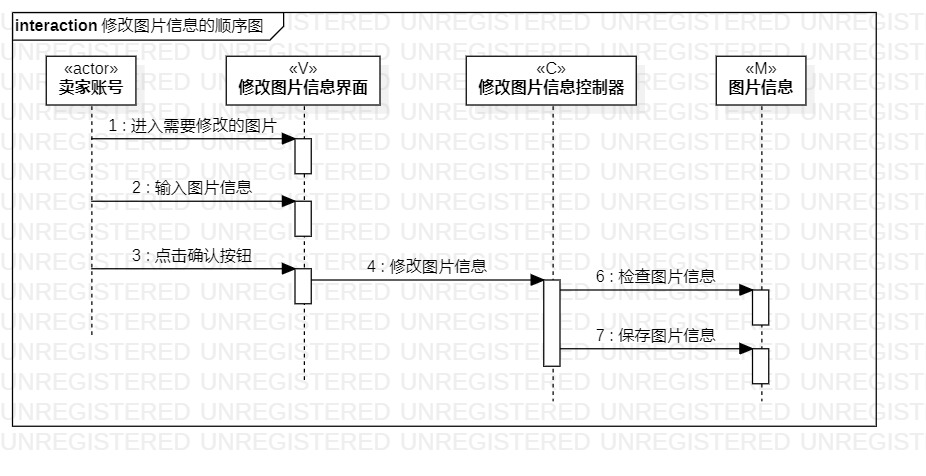 interaction 修改图片信息的顺序图
«actor»
卖家账号
«V»
修改图片信息界面
«C»
修改图片信息控制器
«M»
图片信息
1 : 进入需要修改的图片
2 : 输入图片信息
3 : 点击确认按钮
4 : 修改图片信息
6 : 检查图片信息
7 : 保存图片信息
UNREGISTERED UNREGISTERED UNREGISTERED UNREGISTERED UNREGIST